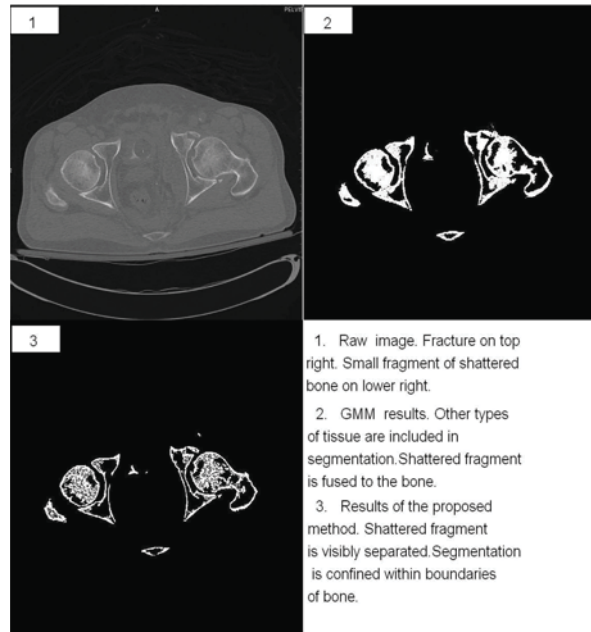 1
A
PELVIS
2
3
1. Raw image. Fracture on top
right. Small fragment of shattered
bone on lower right.
2. GMM results. Other types
of tissue are included in
segmentation.Shattered fragment
is fused to the bone.
3. Results of the proposed
method. Shattered fragment
is visibly separated.Segmentation
is confined within boundaries
of bone.